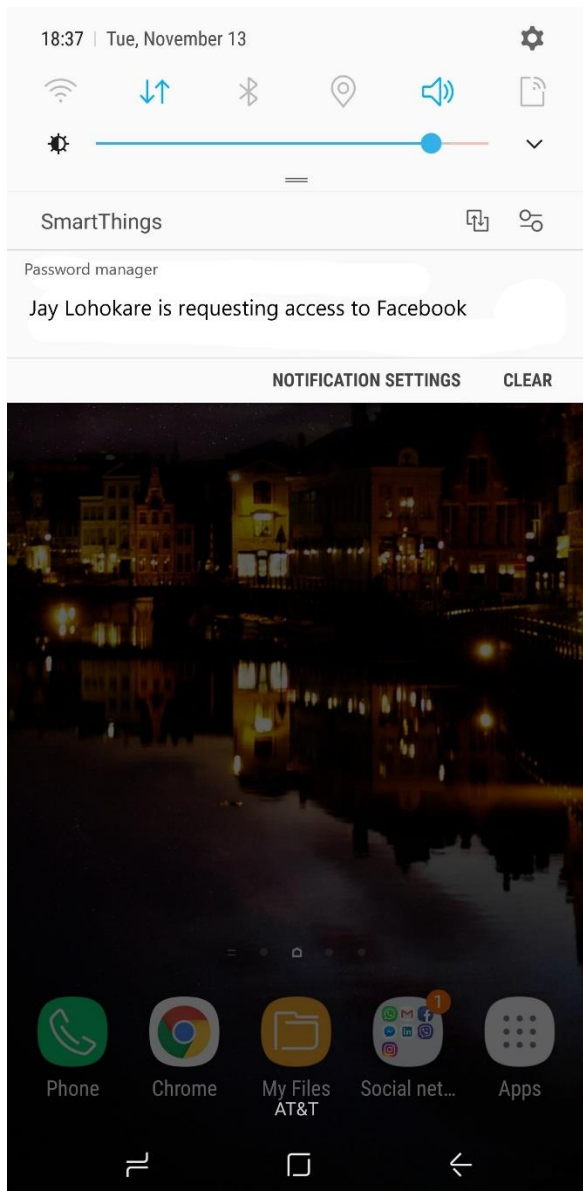 18:37 | Tue, November 13
SmartThings
Password manager
Jay Lohokare is requesting access to Facebook
NOTIFICATION SETTINGS CLEAR
1
Phone Chrome My Files Social net... Apps
AT&T